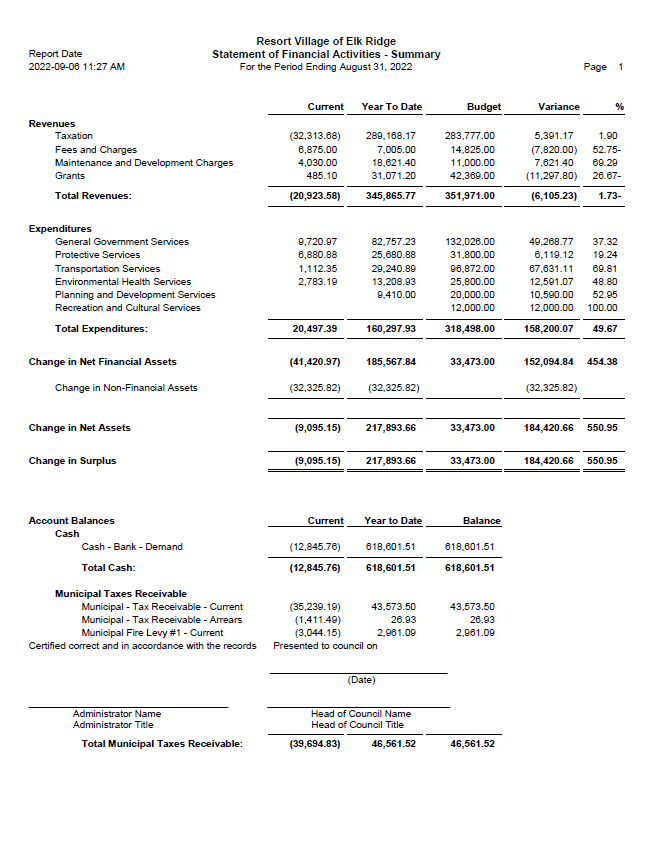 Resort Village of Elk Ridge
Report Date Statement of Financial Activities - Summary
2022-09-06 11:27 AM For the Period Ending August 31, 2022 Page 1
Current Year To Date Budget Variance %
Revenues
Taxation (32,313.68) 289,168.17 283,777.00 5,391.17 1.90
Fees and Charges 6,875.00 7,005.00 14,825.00 (7,820.00) 52.75-
Maintenance and Development Charges 4,030.00 18,621.40 11,000.00 7,621.40 69.29
Grants 485.10 31,071.20 42,369.00 (11,297.80) 26.67-
Total Revenues: (20,923.58) 345,865.77 351,971.00 (6,105.23) 1.73-
Expenditures
General Government Services 9,720.97 82,757.23 132,026.00 49,268.77 37.32
Protective Services 6,880.88 25,680.88 31,800.00 6,119.12 19.24
Transportation Services 1,112.35 29,240.89 96,872.00 67,631.11 69.81
Environmental Health Services 2,783.19 13,208.93 25,800.00 12,591.07 48.80
Planning and Development Services 9,410.00 20,000.00 10,590.00 52.95
Recreation and Cultural Services 12,000.00 12,000.00 100.00
Total Expenditures: 20,497.39 160,297.93 318,498.00 158,200.07 49.67
Change in Net Financial Assets (41,420.97) 185,567.84 33,473.00 152,094.84 454.38
Change in Non-Financial Assets (32,325.82) (32,325.82) (32,325.82)
Change in Net Assets (9,095.15) 217,893.66 33,473.00 184,420.66 550.95
Change in Surplus (9,095.15) 217,893.66 33,473.00 184,420.66 550.95
Account Balances Current Year to Date Balance
Cash
Cash - Bank - Demand (12,845.76) 618,601.51 618,601.51
Total Cash: (12,845.76) 618,601.51 618,601.51
Municipal Taxes Receivable
Municipal - Tax Receivable - Current (35,239.19) 43,573.50 43,573.50
Municipal - Tax Receivable - Arrears (1,411.49) 26.93 26.93
Municipal Fire Levy #1 - Current (3,044.15) 2,961.09 2,961.09
Certified correct and in accordance with the records Presented to council on
(Date)
Administrator Name Head of Council Name
Administrator Title Head of Council Title
Total Municipal Taxes Receivable: (39,694.83) 46,561.52 46,561.52